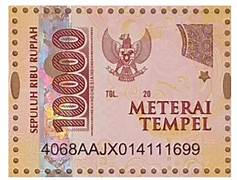 SEPULUH RIBU RUPIAH
10000
TGL. 20
METERAI
TEMPEL
4068AAJX014111699